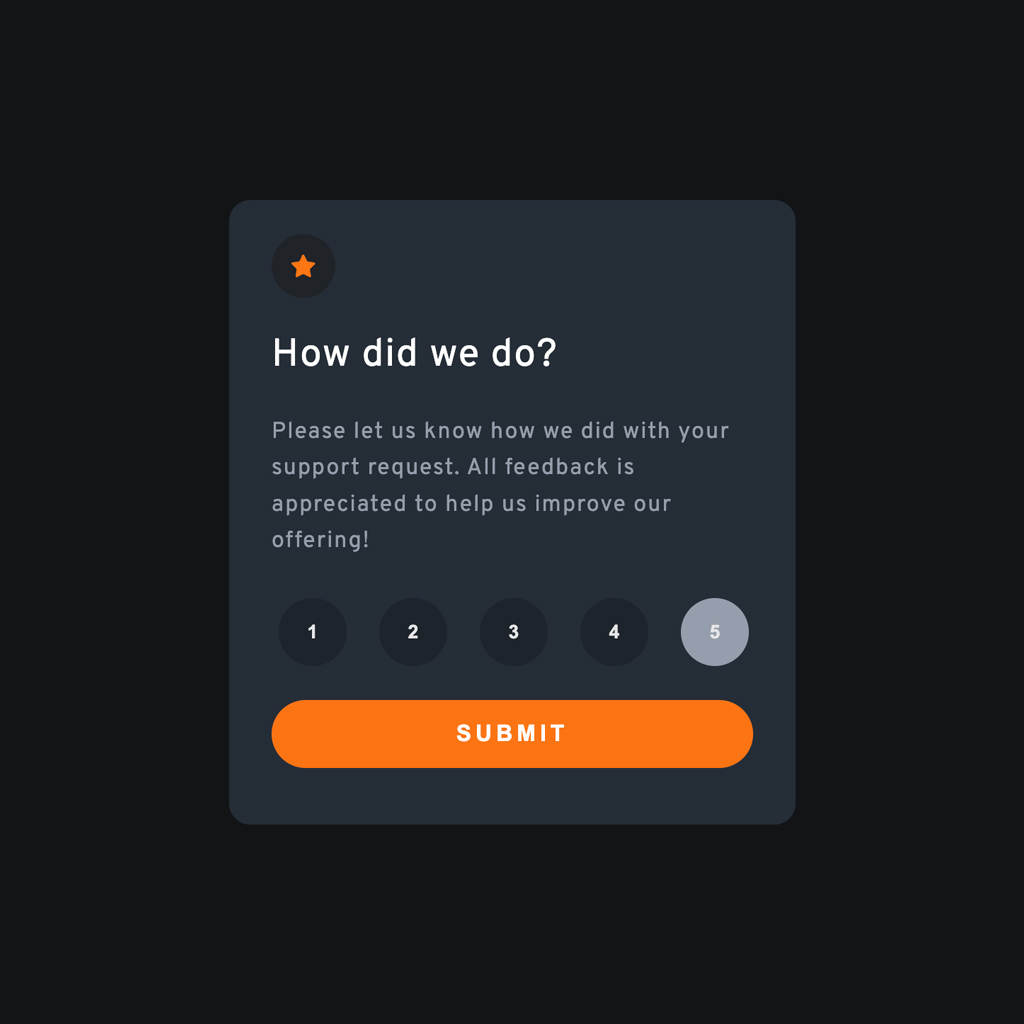 How did we do?
Please let us know how we did with your
support request. All feedback is
appreciated to help us improve our
offering!
1 2 3 4 5
SUBMIT